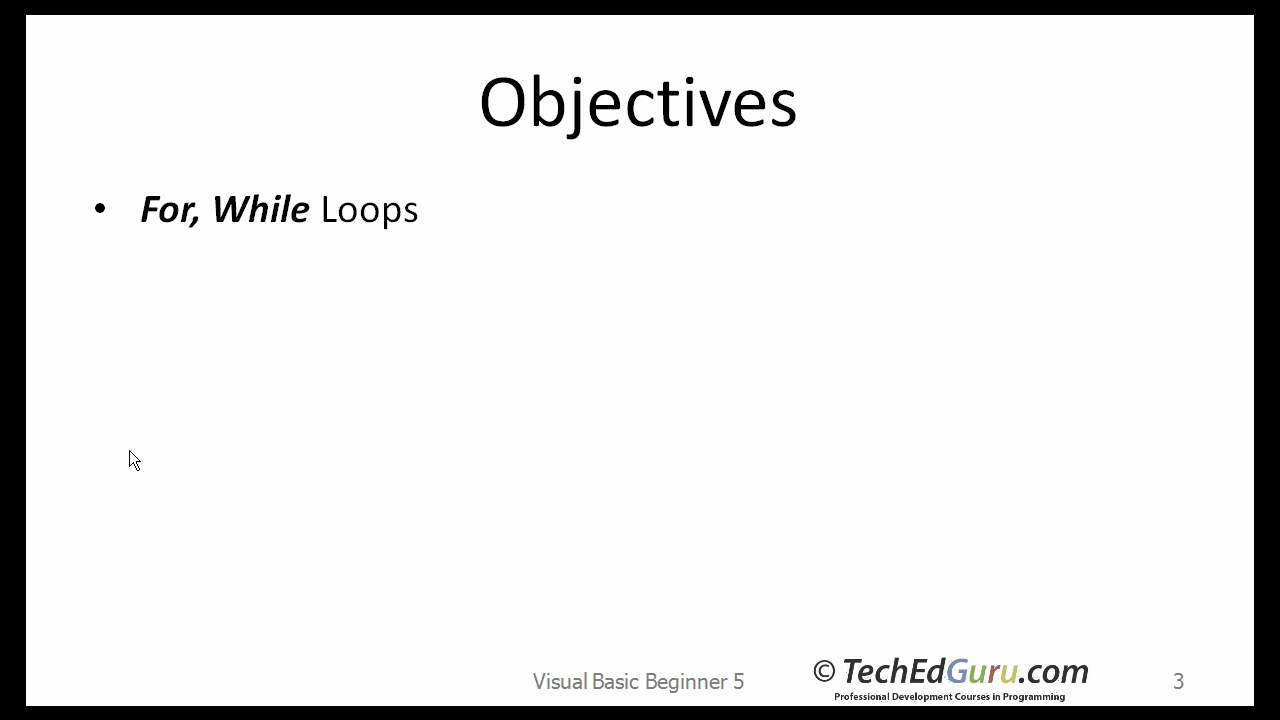 Objectives
• For, While Loops
Visual Basic Beginner 5
© TechEdGuru.com
Professional Development Courses in Programming
3